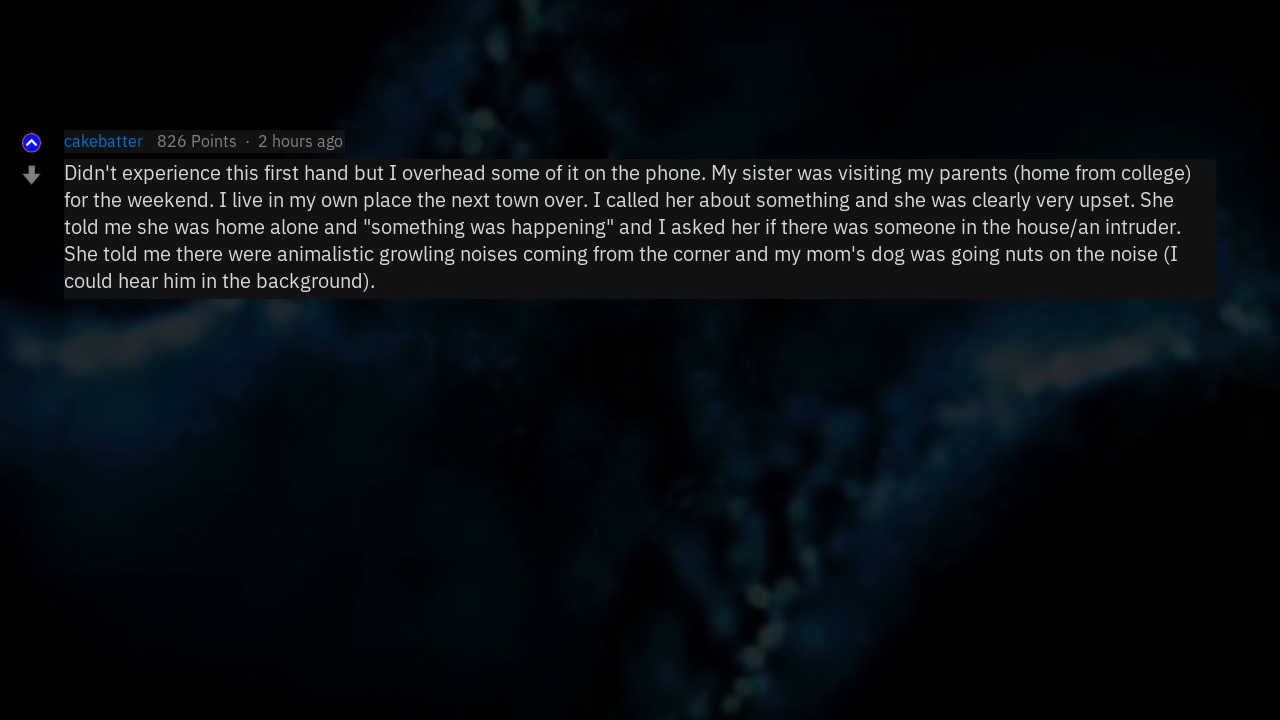 cakebatter 826 Points · 2 hours ago
Didn't experience this first hand but I overhead some of it on the phone. My sister was visiting my parents (home from college)
for the weekend. I live in my own place the next town over. I called her about something and she was clearly very upset. She
told me she was home alone and "something was happening" and I asked her if there was someone in the house/an intruder.
She told me there were animalistic growling noises coming from the corner and my mom's dog was going nuts on the noise (I
could hear him in the background).